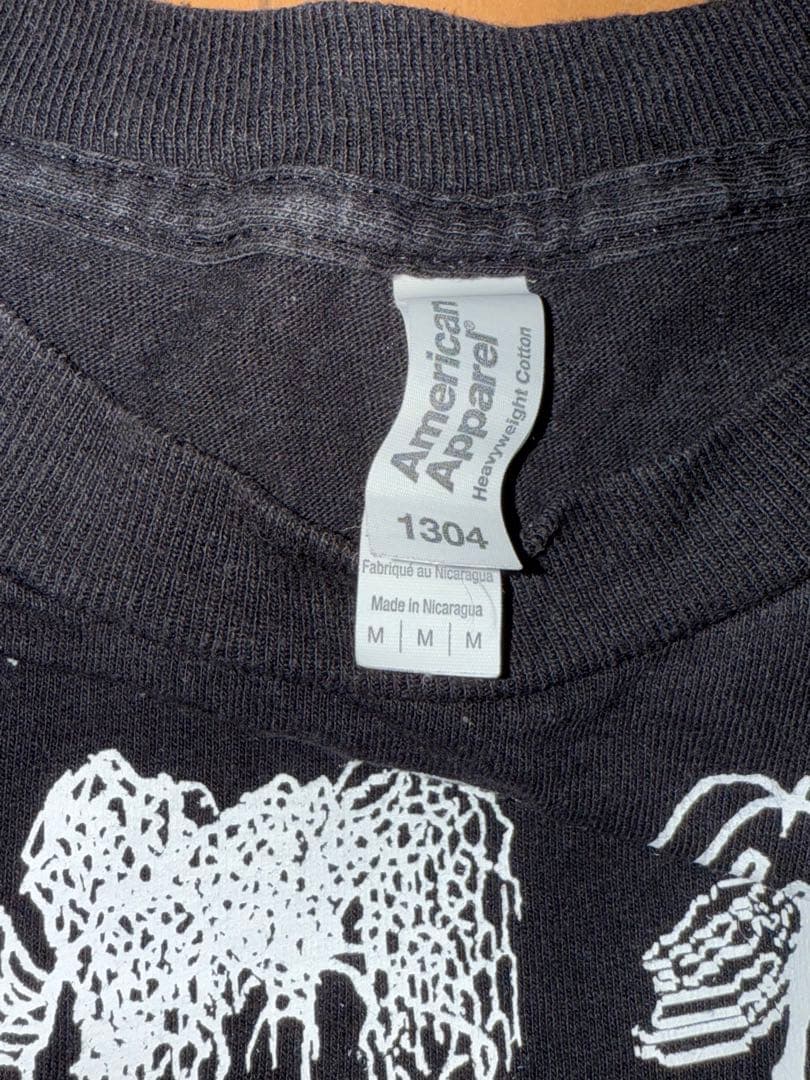 American
Apparel®
Heavyweight Cotton
1304
Fabriqué au Nicaragua
Made in Nicaragua
M | M | M